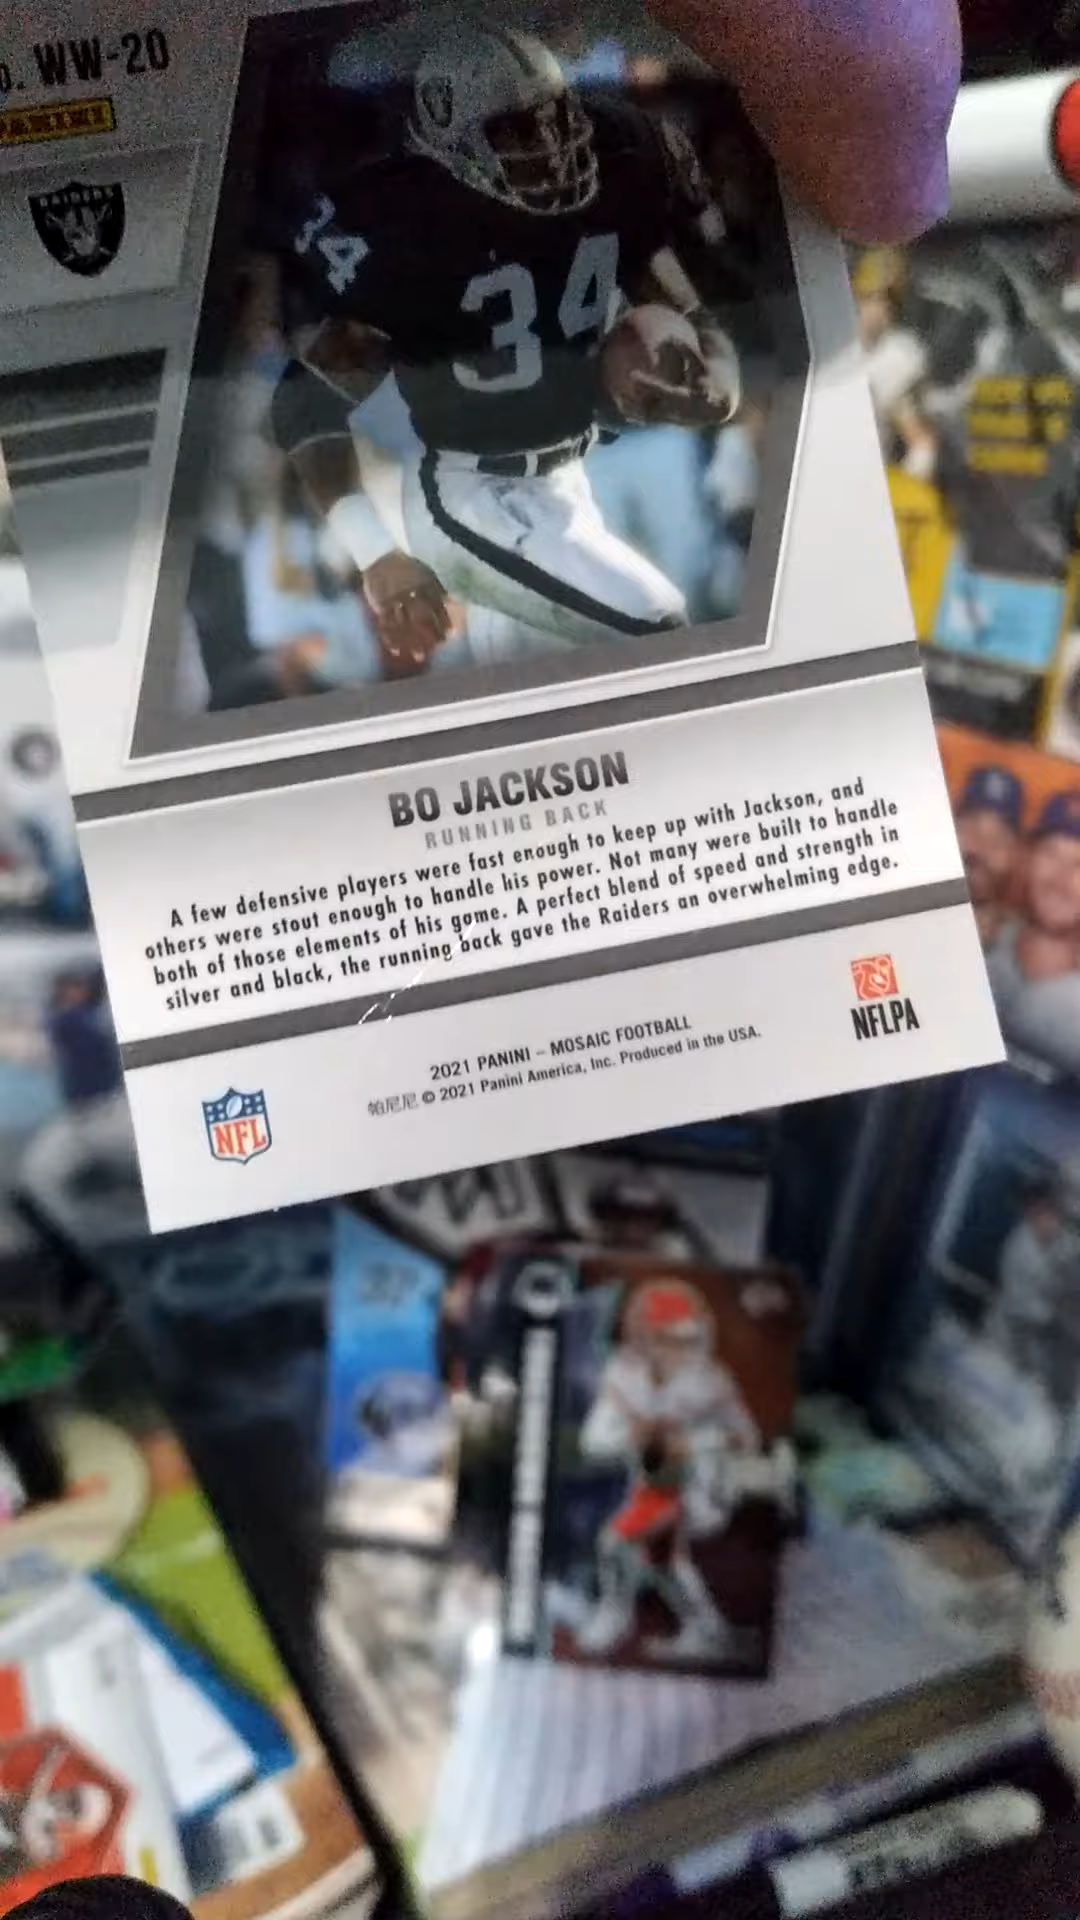 WW-20
PANINI
RAIDERS
34
34
BO JACKSON
RUNNING BACK
A few defensive players were fast enough to keep up with Jackson, and
others were stout enough to handle his power. Not many were built to handle
both of those elements of his game. A perfect blend of speed and strength in
silver and black, the running back gave the Raiders an overwhelming edge.
2021 PANINI – MOSAIC FOOTBALL
帕尼尼 © 2021 Panini America, Inc. Produced in the USA.
NFL
NFLPA